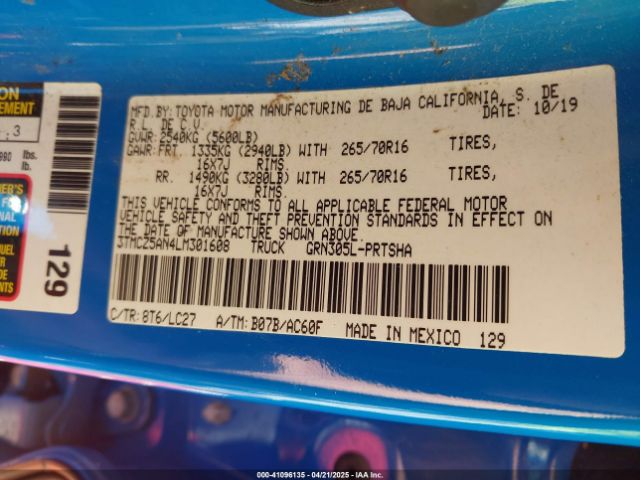 MFD.BY:TOYOTA MOTOR MANUFACTURING DE BAJA CALIFORNIA, S. DE
R. L. DE C.V. DATE: 10/19
GVWR:2540KG (5600LB)
GAWR:FRT. 1335KG (2940LB) WITH 265/70R16 TIRES,
16X7J RIMS
RR. 1490KG (3280LB) WITH 265/70R16 TIRES,
16X7J RIMS
THIS VEHICLE CONFORMS TO ALL APPLICABLE FEDERAL MOTOR
VEHICLE SAFETY AND THEFT PREVENTION STANDARDS IN EFFECT ON
THE DATE OF MANUFACTURE SHOWN ABOVE.
3TMCZ5AN4LM301608 TRUCK GRN305L-PRTSHA
C/TR:8T6/LC27 A/TM:B07B/AC60F MADE IN MEXICO 129
129
lbs.
lb.
000-41096135 - 04/21/2025 - IAAI.COM